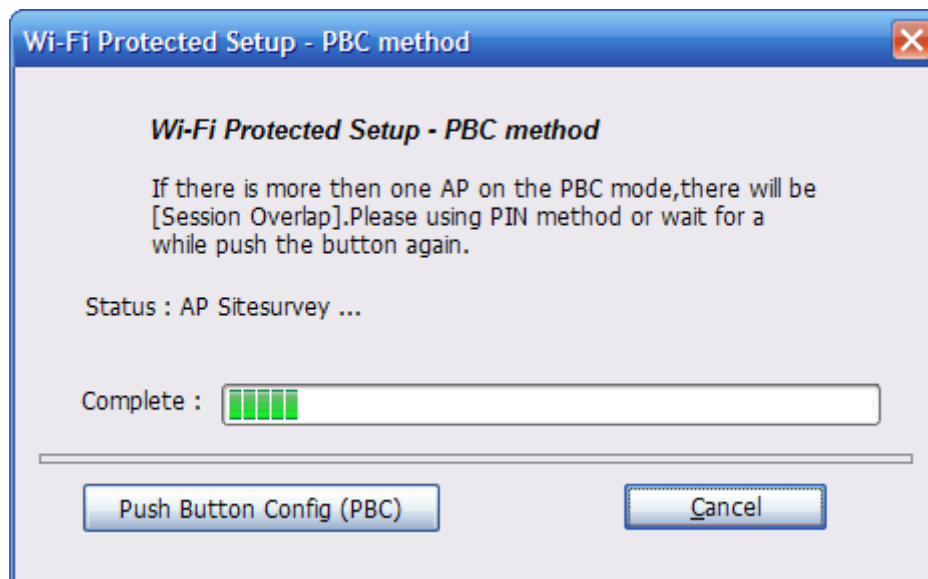 Wi-Fi Protected Setup - PBC method
Wi-Fi Protected Setup - PBC method
If there is more then one AP on the PBC mode,there will be
[Session Overlap].Please using PIN method or wait for a
while push the button again.
Status : AP Sitesurvey ...
Complete :
Push Button Config (PBC)
Cancel